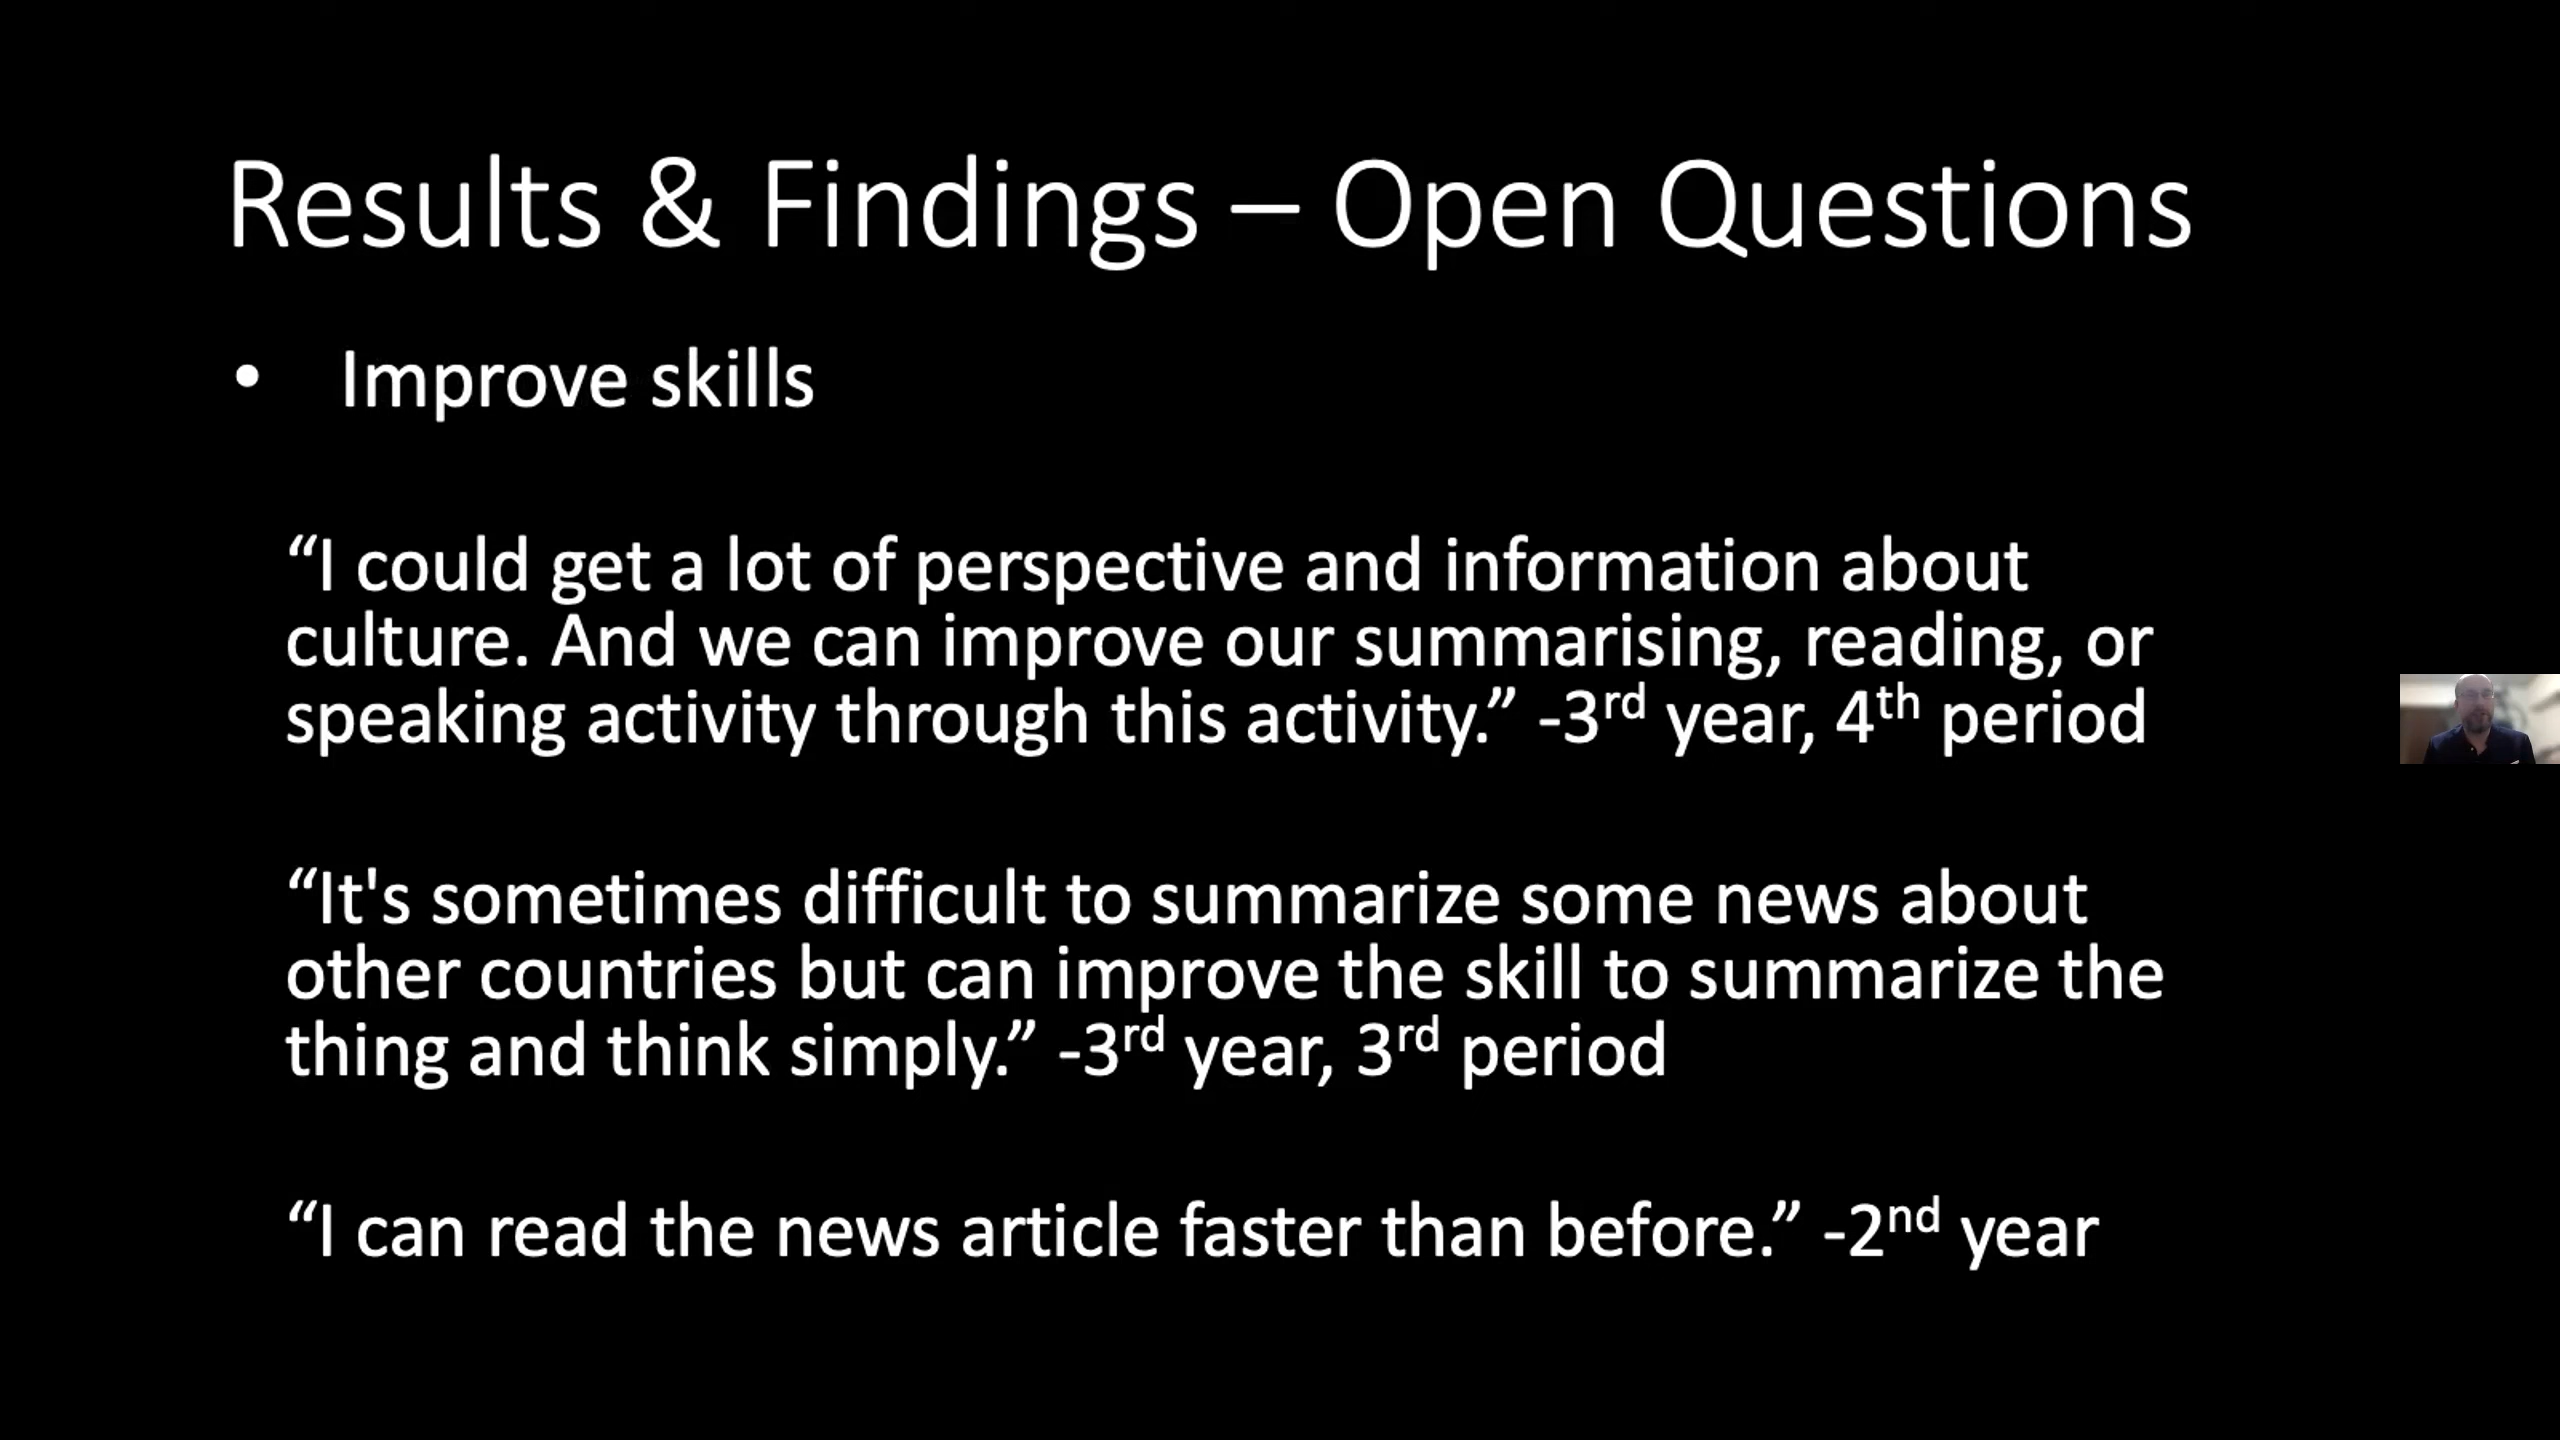 Results & Findings – Open Questions
• Improve skills
“I could get a lot of perspective and information about
culture. And we can improve our summarising, reading, or
speaking activity through this activity.” -3rd year, 4th period
“It's sometimes difficult to summarize some news about
other countries but can improve the skill to summarize the
thing and think simply.” -3rd year, 3rd period
“I can read the news article faster than before.” -2nd year